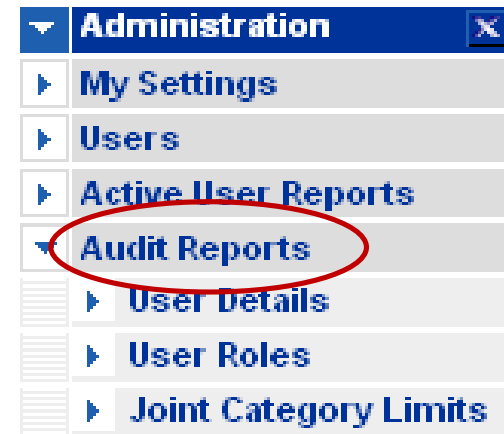 Administration
My Settings
Users
Active User Reports
Audit Reports
User Details
User Roles
Joint Category Limits